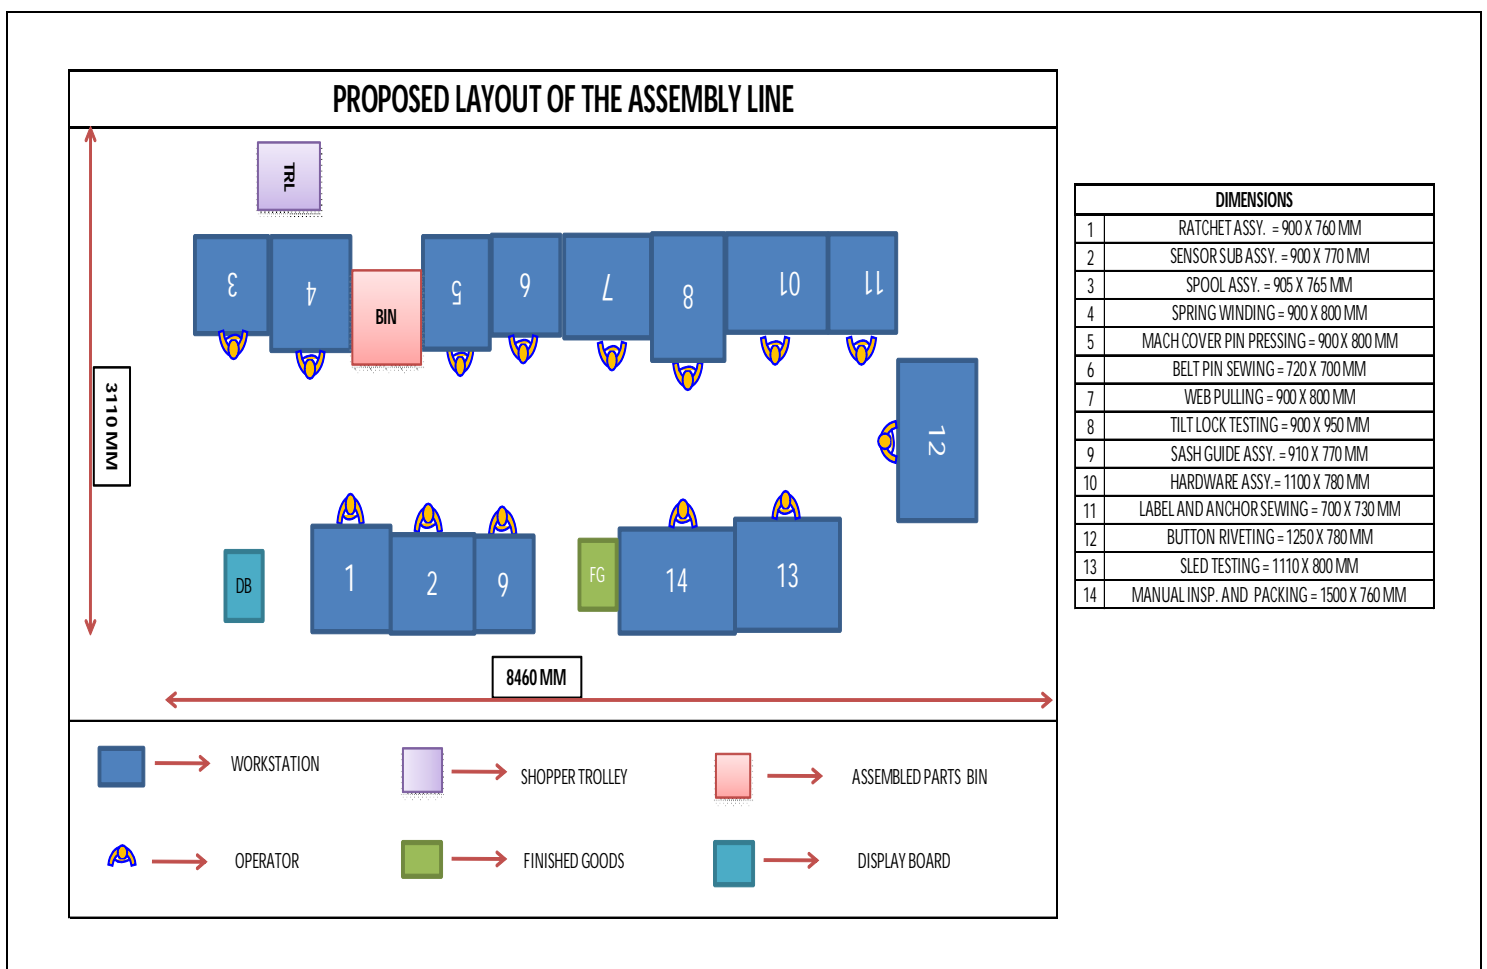 PROPOSED LAYOUT OF THE ASSEMBLY LINE
TRL
3
4
BIN
5
6
7
8
10
11
12
3110 MM
1
2
9
FG
14
13
DB
8460 MM
WORKSTATION
SHOPPER TROLLEY
ASSEMBLED PARTS BIN
OPERATOR
FINISHED GOODS
DISPLAY BOARD
DIMENSIONS
1 RATCHET ASSY. = 900 X 760 MM
2 SENSOR SUB ASSY. = 900 X 770 MM
3 SPOOL ASSY. = 905 X 765 MM
4 SPRING WINDING = 900 X 800 MM
5 MACH COVER PIN PRESSING = 900 X 800 MM
6 BELT PIN SEWING = 720 X 700 MM
7 WEB PULLING = 900 X 800 MM
8 TILT LOCK TESTING = 900 X 950 MM
9 SASH GUIDE ASSY. = 910 X 770 MM
10 HARDWARE ASSY.= 1100 X 780 MM
11 LABEL AND ANCHOR SEWING = 700 X 730 MM
12 BUTTON RIVETING = 1250 X 780 MM
13 SLED TESTING = 1110 X 800 MM
14 MANUAL INSP. AND PACKING = 1500 X 760 MM